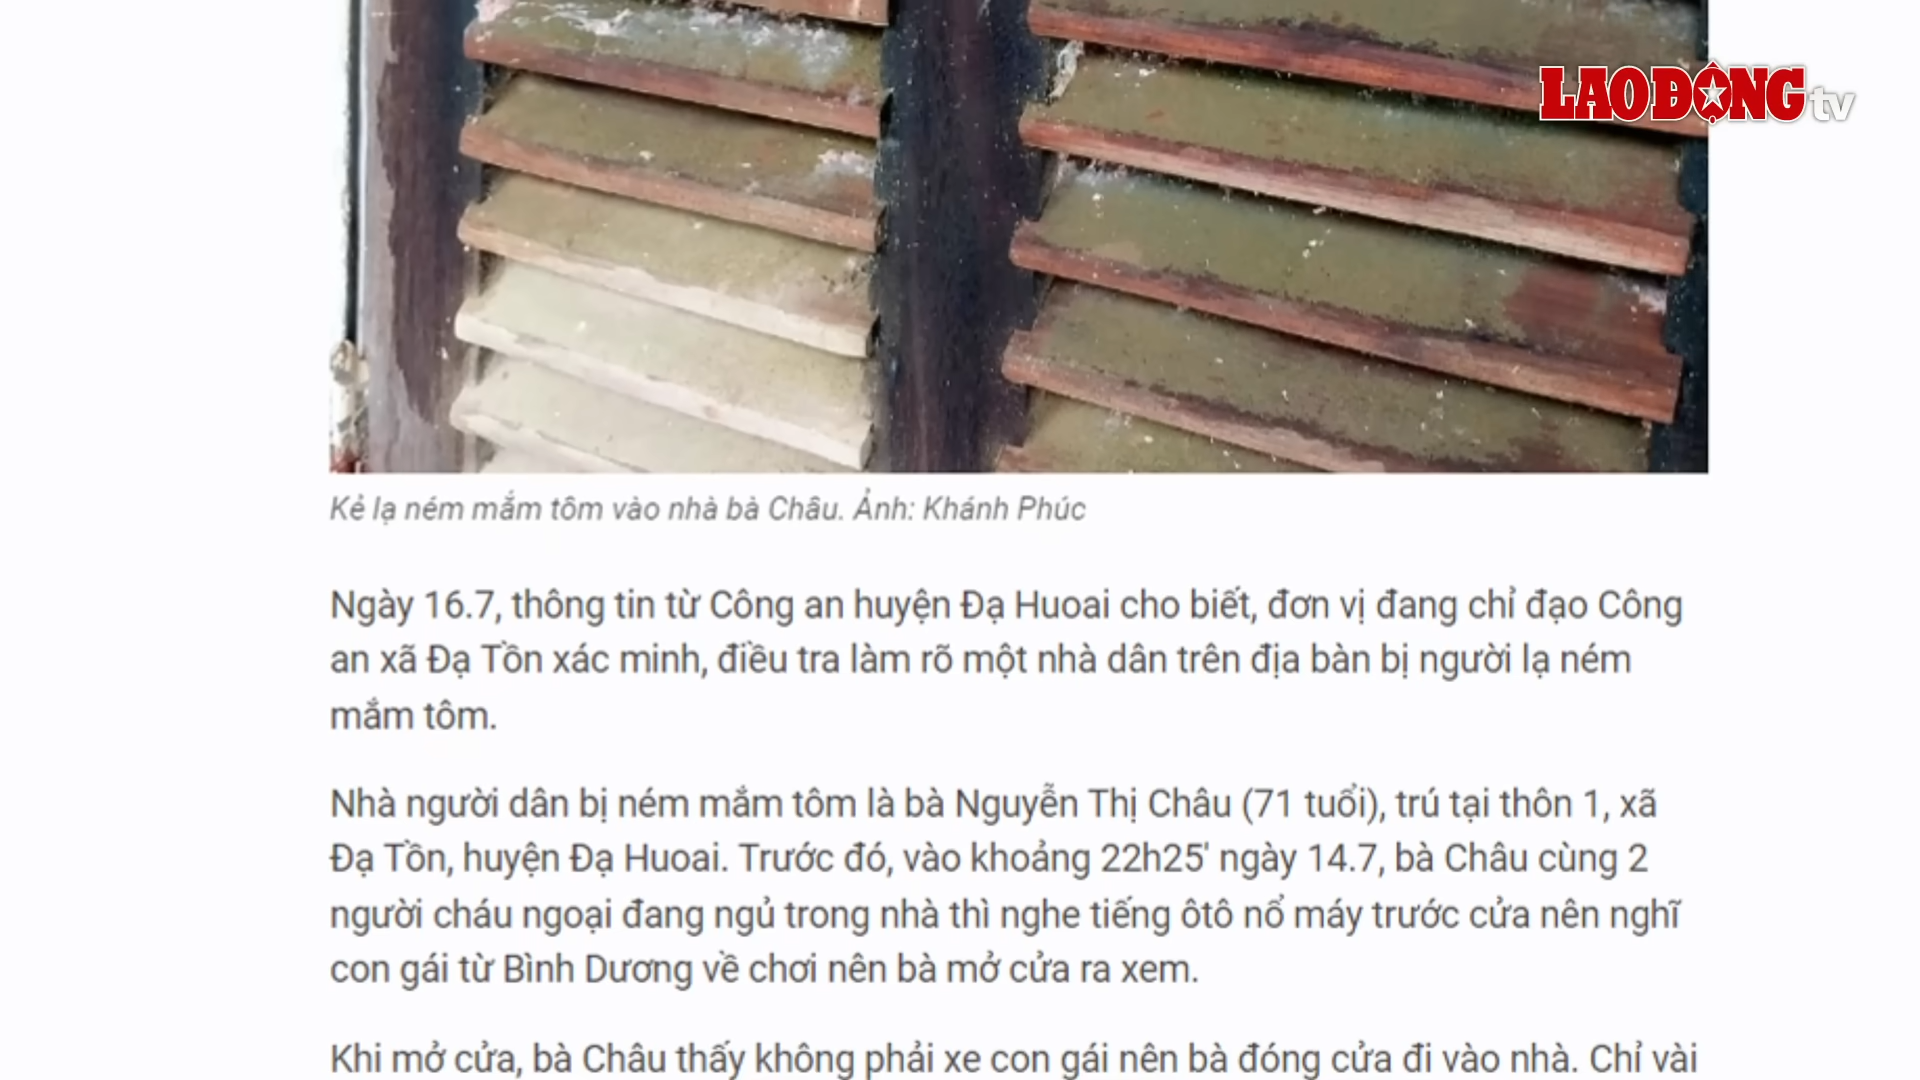 LAO ĐỘNG tv
Kẻ lạ ném mắm tôm vào nhà bà Châu. Ảnh: Khánh Phúc
Ngày 16.7, thông tin từ Công an huyện Đạ Huoai cho biết, đơn vị đang chỉ đạo Công
an xã Đạ Tồn xác minh, điều tra làm rõ một nhà dân trên địa bàn bị người lạ ném
mắm tôm.
Nhà người dân bị ném mắm tôm là bà Nguyễn Thị Châu (71 tuổi), trú tại thôn 1, xã
Đạ Tồn, huyện Đạ Huoai. Trước đó, vào khoảng 22h25' ngày 14.7, bà Châu cùng 2
người cháu ngoại đang ngủ trong nhà thì nghe tiếng ôtô nổ máy trước cửa nên nghĩ
con gái từ Bình Dương về chơi nên bà mở cửa ra xem.
Khi mở cửa, bà Châu thấy không phải xe con gái nên bà đóng cửa đi vào nhà. Chỉ vài